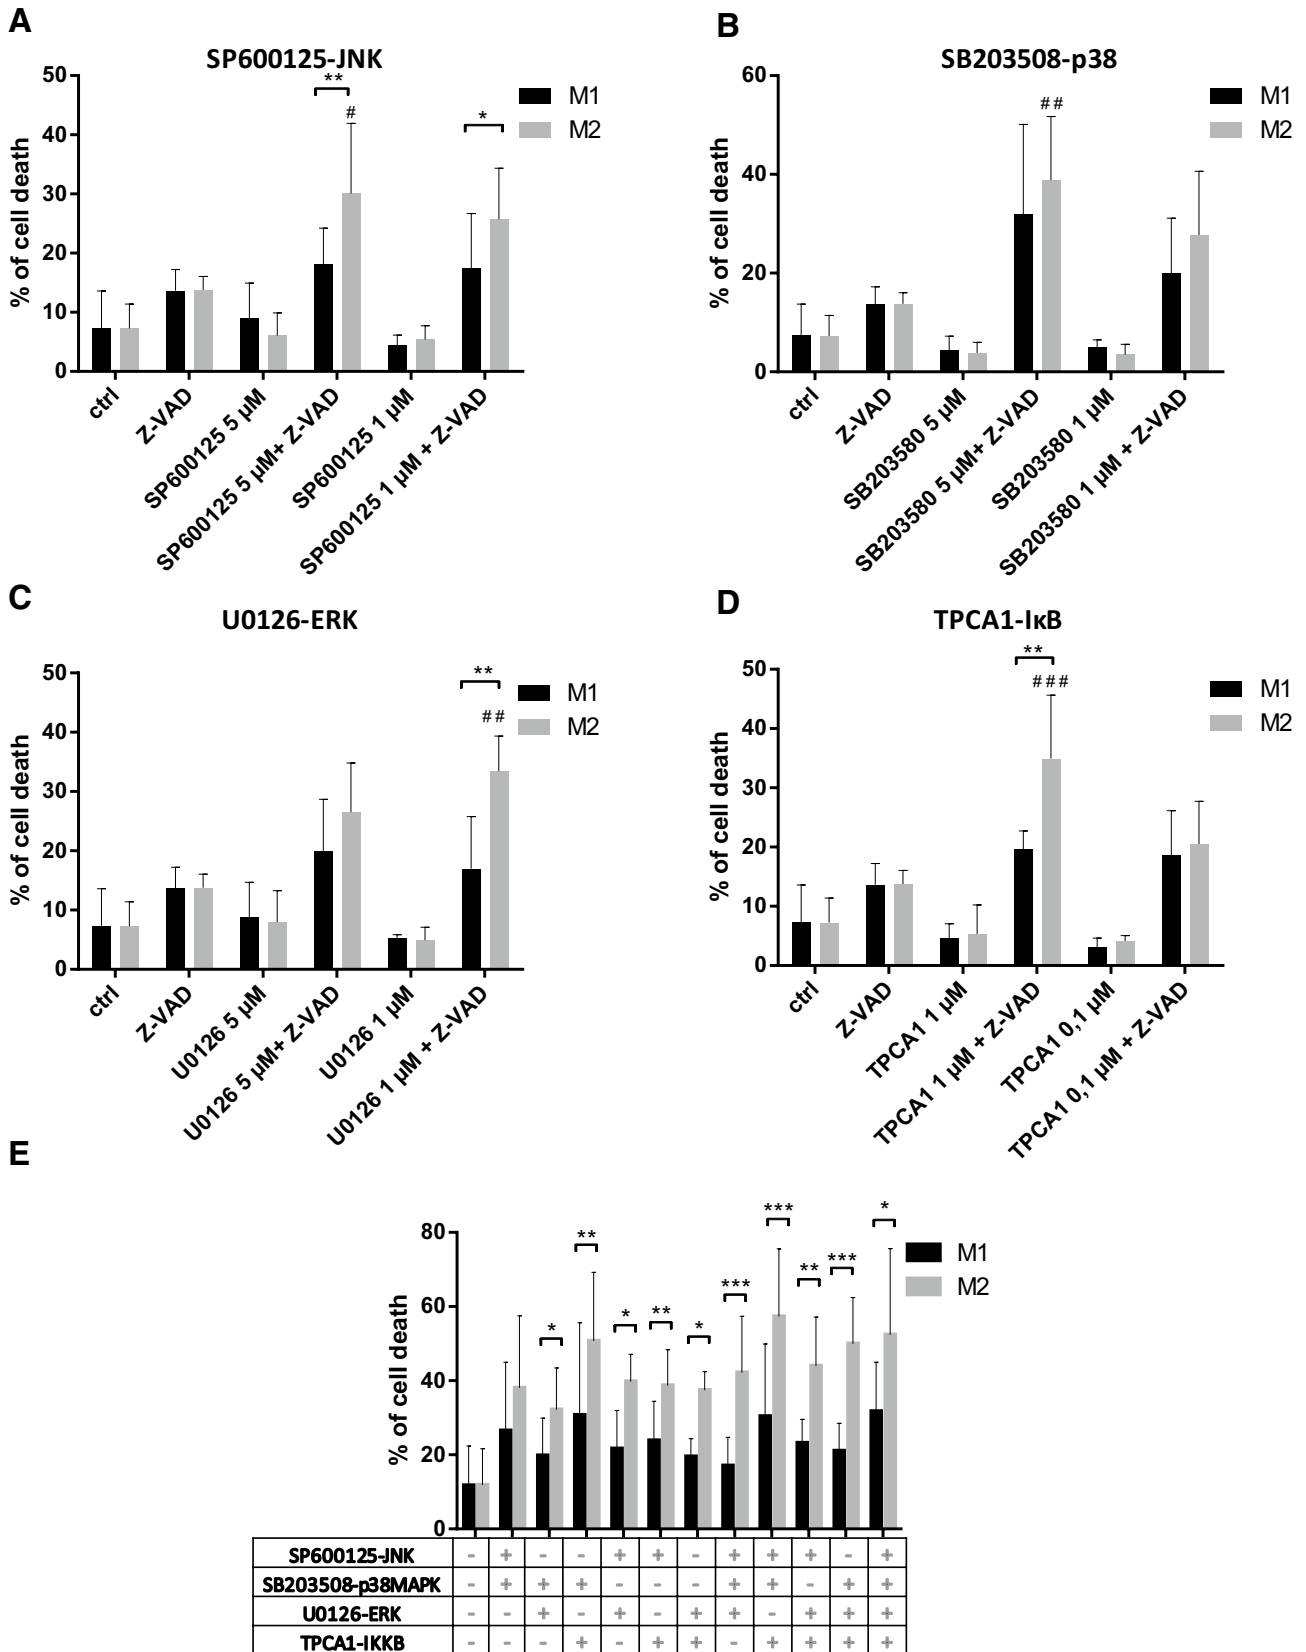 A
SP600125-JNK
% of cell death
50
40
30
20
10
0
**
#
*
M1
M2
ctrl
Z-VAD
SP600125 5 µM
SP600125 5 µM+ Z-VAD
SP600125 1 µM
SP600125 1 µM + Z-VAD
B
SB203508-p38
% of cell death
60
40
20
0
##
M1
M2
ctrl
Z-VAD
SB203580 5 µM
SB203580 5 µM+ Z-VAD
SB203580 1 µM
SB203580 1 µM + Z-VAD
C
U0126-ERK
% of cell death
50
40
30
20
10
0
**
##
M1
M2
ctrl
Z-VAD
U0126 5 µM
U0126 5 µM+ Z-VAD
U0126 1 µM
U0126 1 µM + Z-VAD
D
TPCA1-IκB
% of cell death
50
40
30
20
10
0
**
###
M1
M2
ctrl
Z-VAD
TPCA1 1 µM
TPCA1 1 µM + Z-VAD
TPCA1 0,1 µM
TPCA1 0,1 µM + Z-VAD
E
% of cell death
80
60
40
20
0
* ** * ** * *** *** ** *** *
M1
M2
SP600125-JNK - + - - + + - + + + - +
SB203508-p38MAPK - + + + - - - + + - + +
U0126-ERK - - + - + - + + - + + +
TPCA1-IKKB - - - + - + + - + + + +